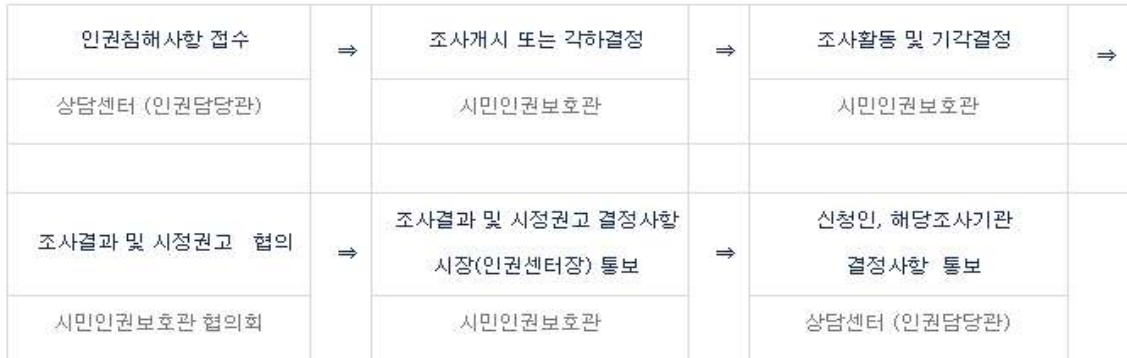 인권침해사항 접수 ⇒ 조사개시 또는 각하결정 ⇒ 조사활동 및 기각결정 ⇒
상담센터 (인권담당관) 시민인권보호관 시민인권보호관
조사결과 및 시정권고 협의 ⇒ 조사결과 및 시정권고 결정사항
시장(인권센터장) 통보 ⇒ 신청인, 해당조사기관
결정사항 통보
시민인권보호관 협의회 시민인권보호관 상담센터 (인권담당관)